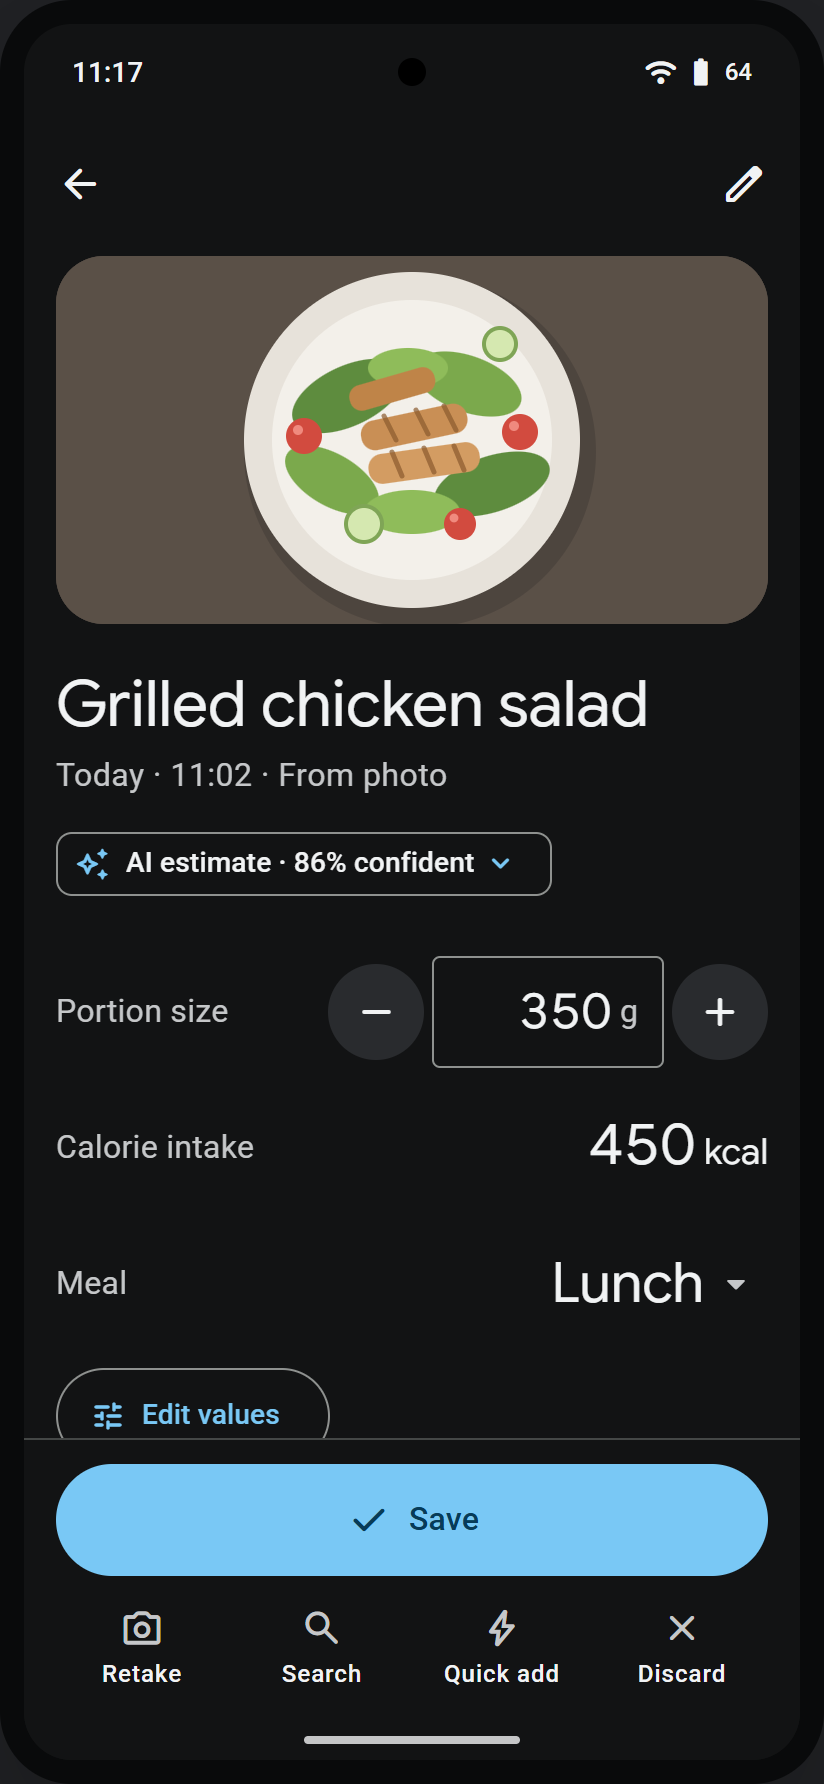 11:17
64
Grilled chicken salad
Today · 11:02 · From photo
AI estimate · 86% confident
Portion size
350 g
Calorie intake
450 kcal
Meal
Lunch
Edit values
Save
Retake
Search
Quick add
Discard